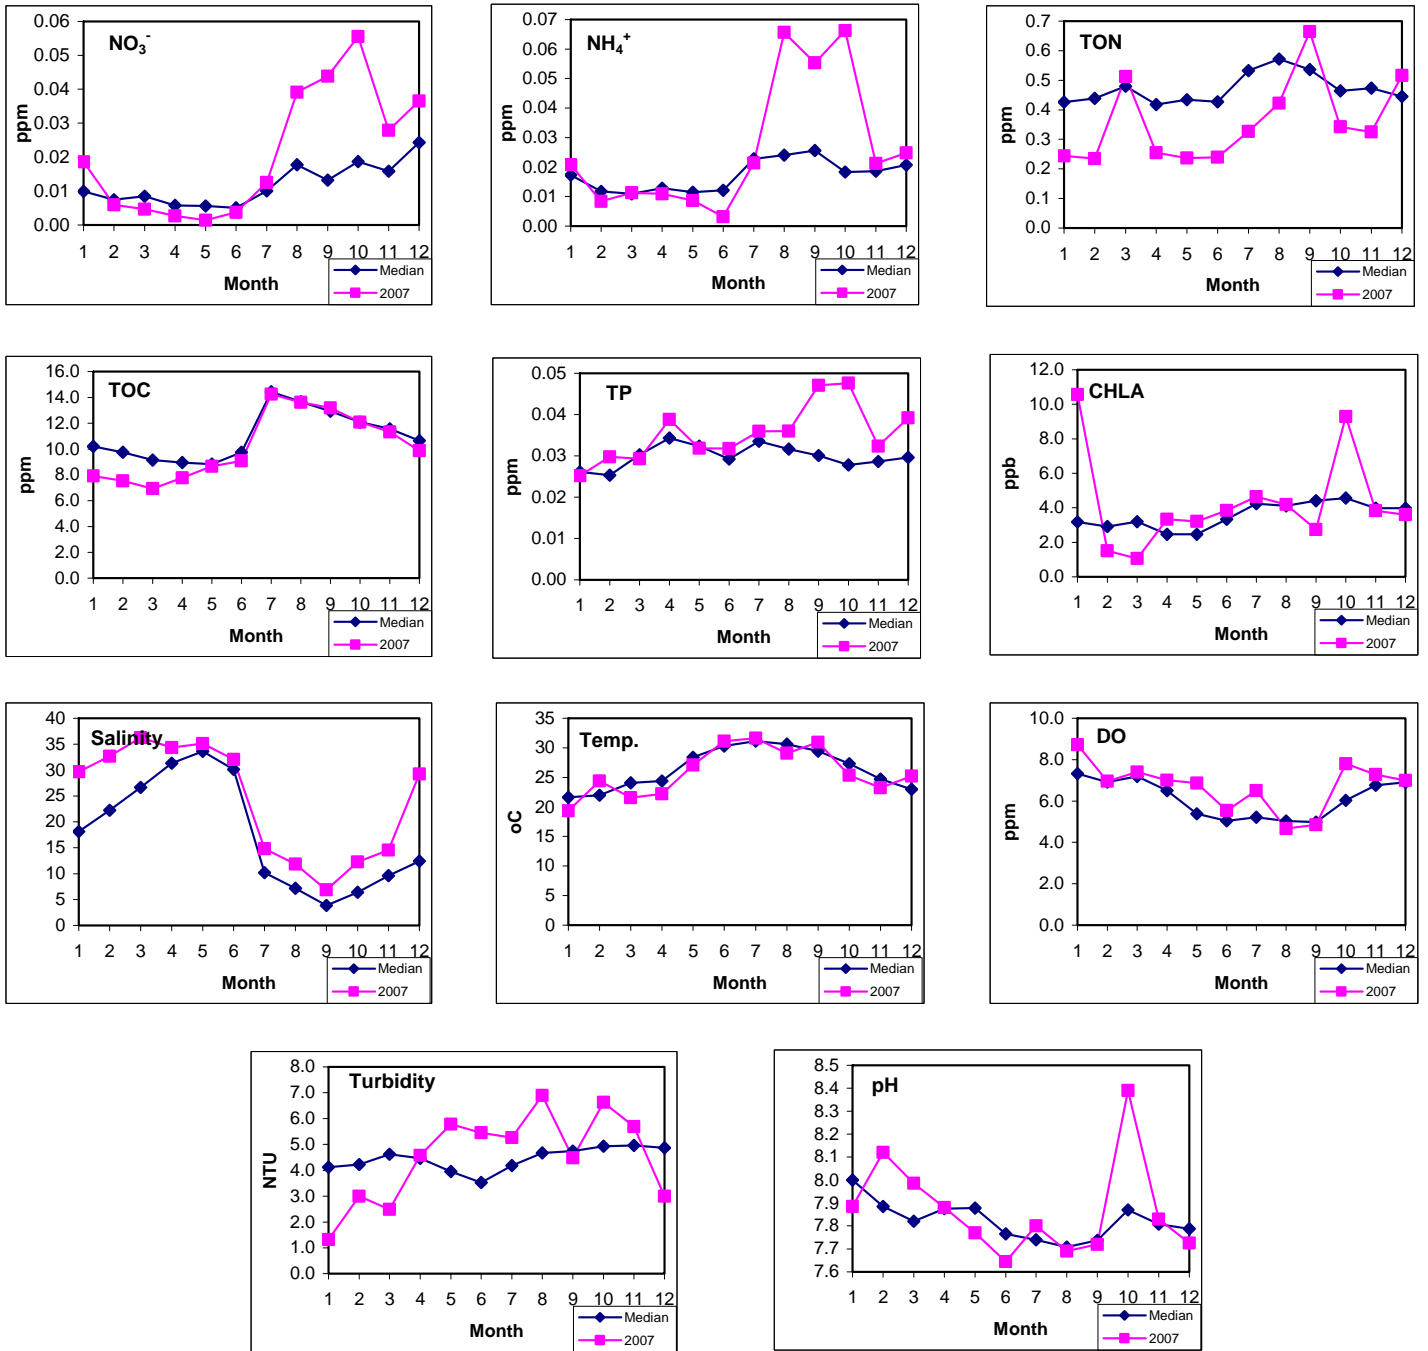 NO3-
ppm
0.06
0.05
0.04
0.03
0.02
0.01
0.00
1 2 3 4 5 6 7 8 9 10 11 12
Month
Median
2007
NH4+
ppm
0.07
0.06
0.05
0.04
0.03
0.02
0.01
0.00
1 2 3 4 5 6 7 8 9 10 11 12
Month
Median
2007
TON
ppm
0.7
0.6
0.5
0.4
0.3
0.2
0.1
0.0
1 2 3 4 5 6 7 8 9 10 11 12
Month
Median
2007
TOC
ppm
16.0
14.0
12.0
10.0
8.0
6.0
4.0
2.0
0.0
1 2 3 4 5 6 7 8 9 10 11 12
Month
Median
2007
TP
ppm
0.05
0.04
0.03
0.02
0.01
0.00
1 2 3 4 5 6 7 8 9 10 11 12
Month
Median
2007
CHLA
ppb
12.0
10.0
8.0
6.0
4.0
2.0
0.0
1 2 3 4 5 6 7 8 9 10 11 12
Month
Median
2007
Salinity
40
35
30
25
20
15
10
5
0
1 2 3 4 5 6 7 8 9 10 11 12
Month
Median
2007
Temp.
oC
35
30
25
20
15
10
5
0
1 2 3 4 5 6 7 8 9 10 11 12
Month
Median
2007
DO
ppm
10.0
8.0
6.0
4.0
2.0
0.0
1 2 3 4 5 6 7 8 9 10 11 12
Month
Median
2007
Turbidity
NTU
8.0
7.0
6.0
5.0
4.0
3.0
2.0
1.0
0.0
1 2 3 4 5 6 7 8 9 10 11 12
Month
Median
2007
pH
8.5
8.4
8.3
8.2
8.1
8.0
7.9
7.8
7.7
7.6
1 2 3 4 5 6 7 8 9 10 11 12
Month
Median
2007